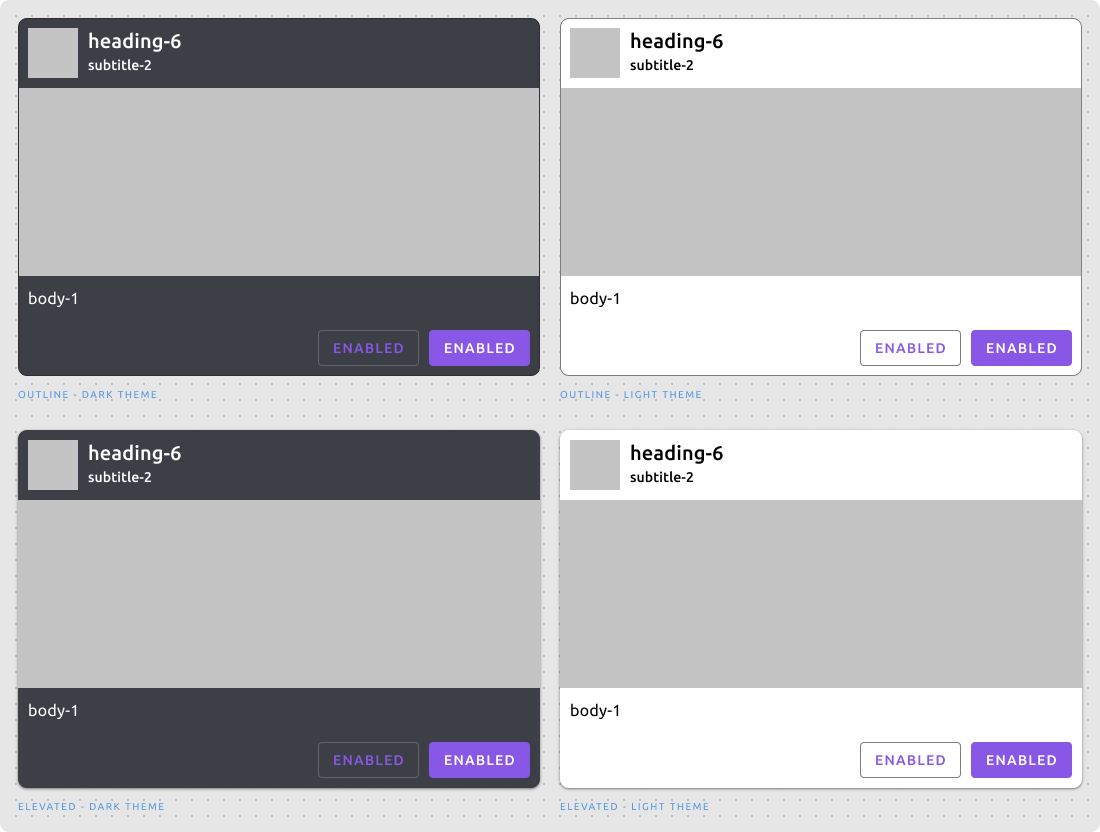 heading-6
subtitle-2
body-1
ENABLED ENABLED
OUTLINE - DARK THEME
heading-6
subtitle-2
body-1
ENABLED ENABLED
OUTLINE - LIGHT THEME
heading-6
subtitle-2
body-1
ENABLED ENABLED
ELEVATED - DARK THEME
heading-6
subtitle-2
body-1
ENABLED ENABLED
ELEVATED - LIGHT THEME